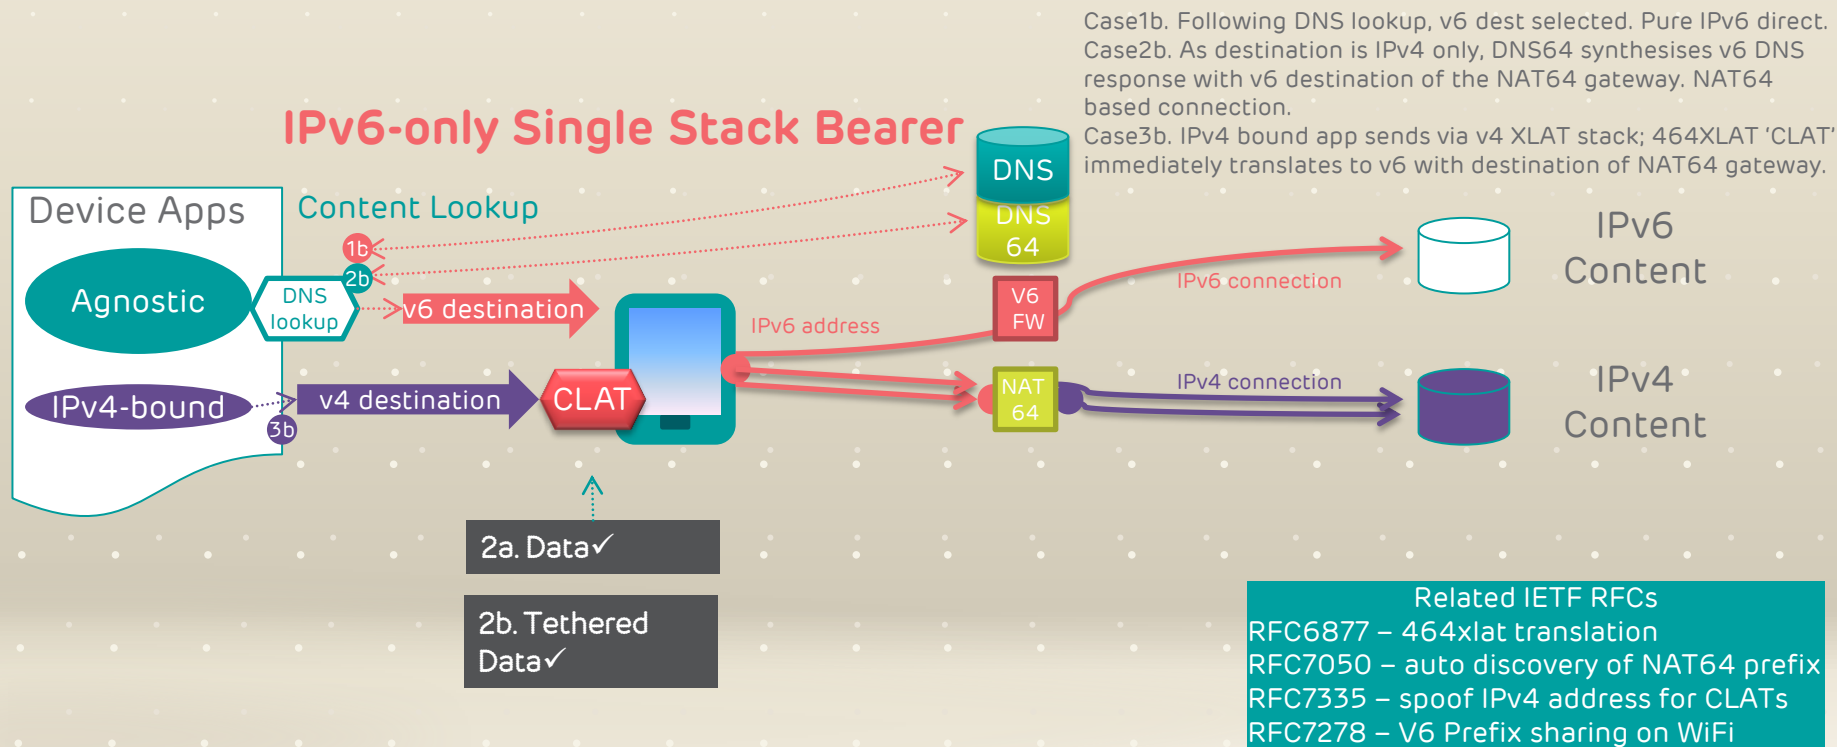 Case1b. Following DNS lookup, v6 dest selected. Pure IPv6 direct.
Case2b. As destination is IPv4 only, DNS64 synthesises v6 DNS
response with v6 destination of the NAT64 gateway. NAT64
based connection.
Case3b. IPv4 bound app sends via v4 XLAT stack; 464XLAT ‘CLAT’
immediately translates to v6 with destination of NAT64 gateway.
IPv6-only Single Stack Bearer
Device Apps
Content Lookup
DNS
DNS
64
1b
2b
Agnostic
DNS
lookup
v6 destination
IPv6 address
V6
FW
IPv6 connection
IPv6
Content
IPv4-bound
3b
v4 destination
CLAT
NAT
64
IPv4 connection
IPv4
Content
2a. Data✓
2b. Tethered
Data✓
Related IETF RFCs
RFC6877 – 464xlat translation
RFC7050 – auto discovery of NAT64 prefix
RFC7335 – spoof IPv4 address for CLATs
RFC7278 – V6 Prefix sharing on WiFi